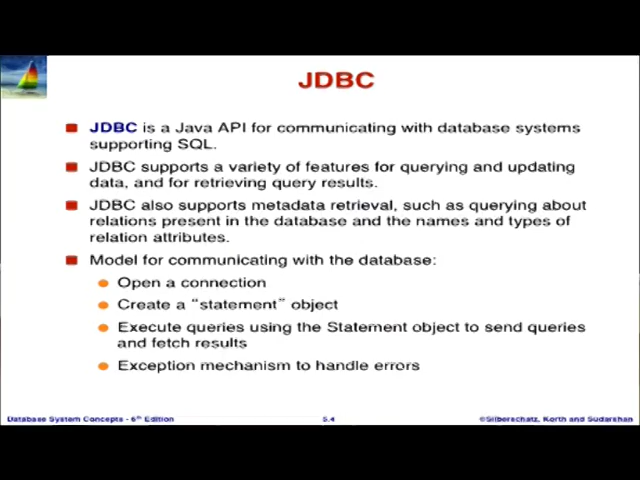 JDBC
JDBC is a Java API for communicating with database systems
supporting SQL.
JDBC supports a variety of features for querying and updating
data, and for retrieving query results.
JDBC also supports metadata retrieval, such as querying about
relations present in the database and the names and types of
relation attributes.
Model for communicating with the database:
Open a connection
Create a “statement” object
Execute queries using the Statement object to send queries
and fetch results
Exception mechanism to handle errors
Database System Concepts - 6th Edition
5.4
©Silberschatz, Korth and Sudarshan